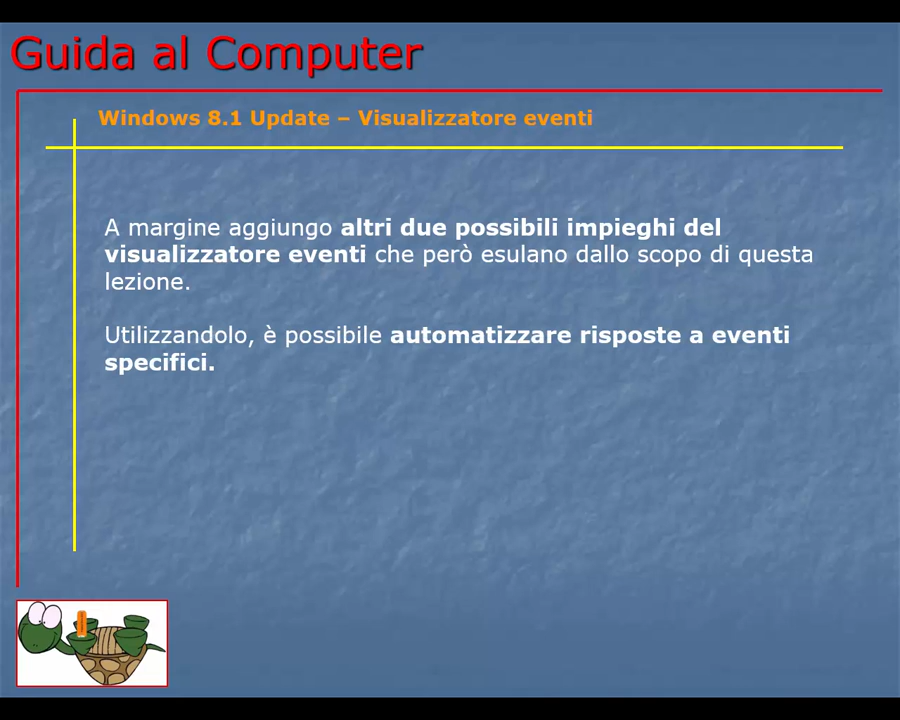 Guida al Computer
Windows 8.1 Update – Visualizzatore eventi
A margine aggiungo altri due possibili impieghi del
visualizzatore eventi che però esulano dallo scopo di questa
lezione.
Utilizzandolo, è possibile automatizzare risposte a eventi
specifici.